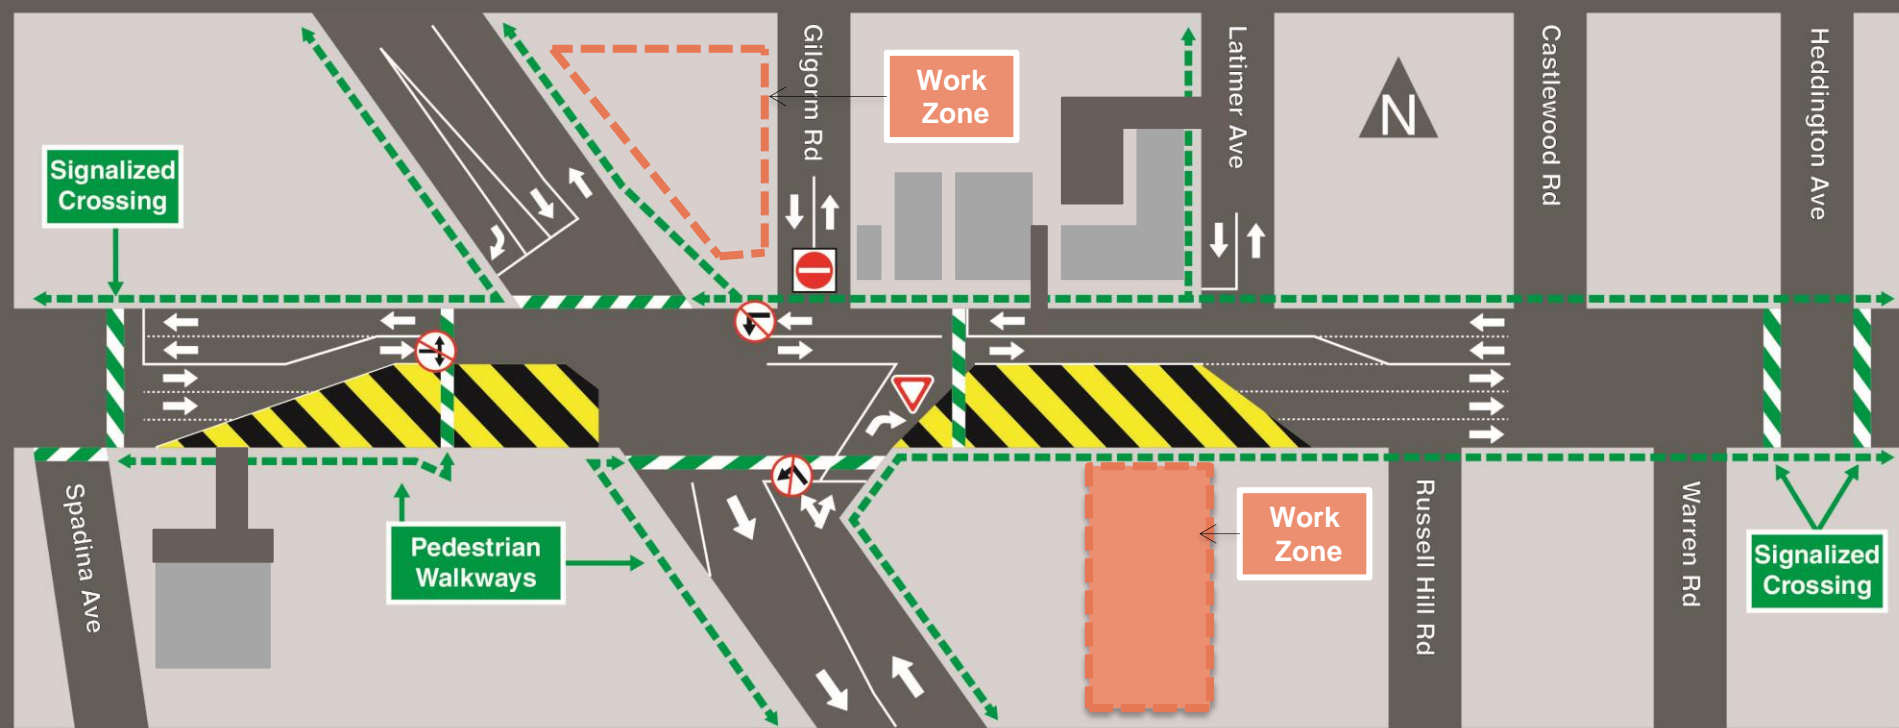 Gilgorm Rd
Work
Zone
Latimer Ave
N
Castlewood Rd
Heddington Ave
Signalized
Crossing
Spadina Ave
Pedestrian
Walkways
Work
Zone
Russell Hill Rd
Warren Rd
Signalized
Crossing